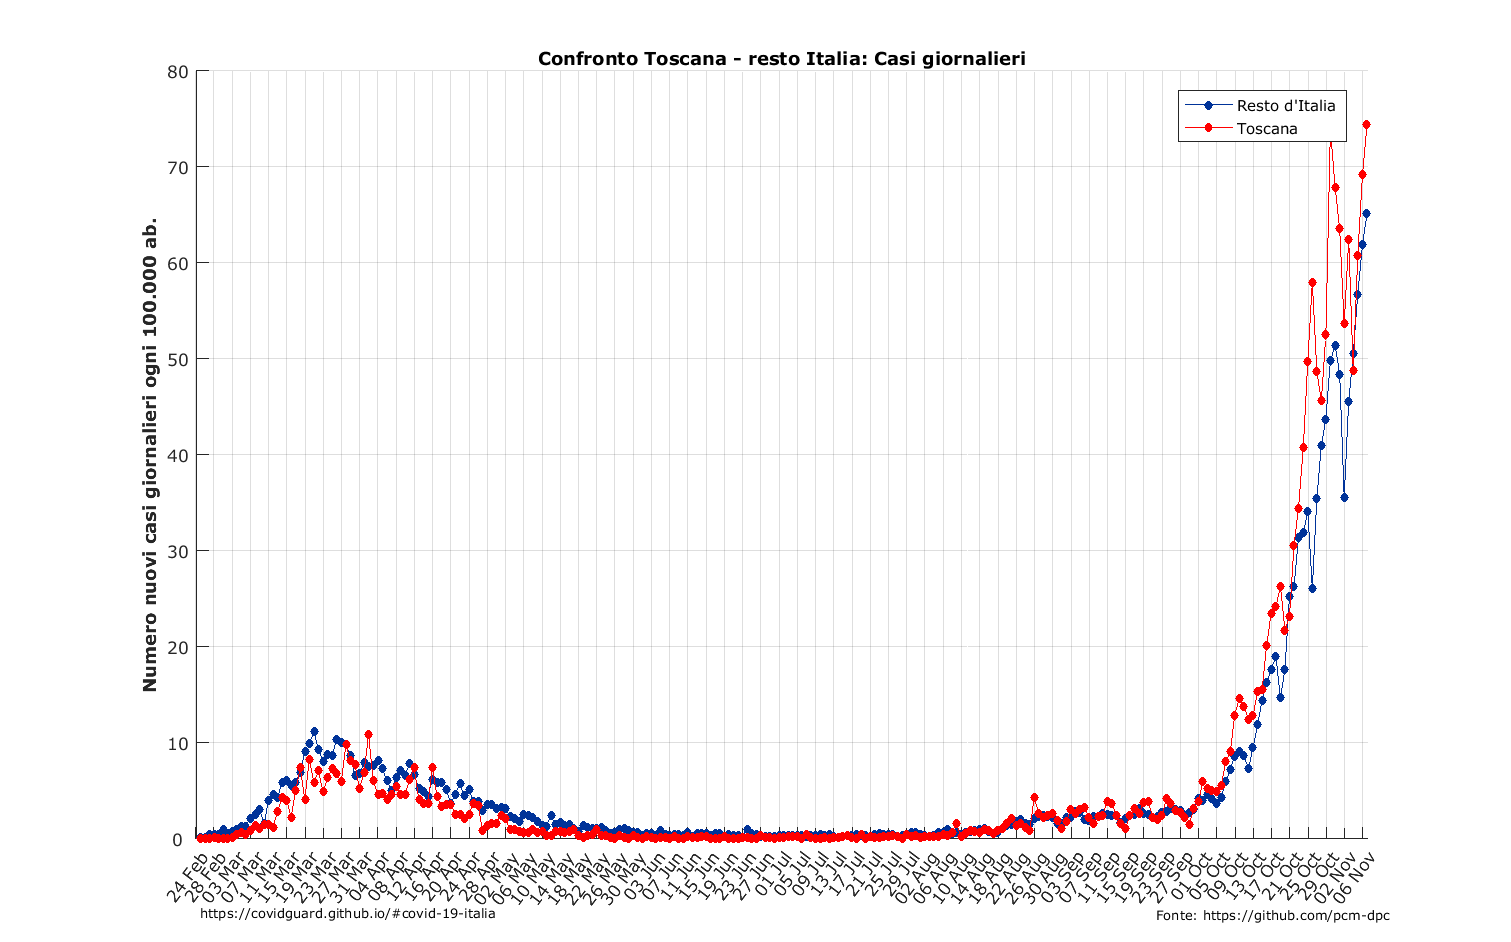 Confronto Toscana - resto Italia: Casi giornalieri
Resto d'Italia
Toscana
Numero nuovi casi giornalieri ogni 100.000 ab.
80
70
60
50
40
30
20
10
0
24 Feb
28 Feb
03 Mar
07 Mar
11 Mar
15 Mar
19 Mar
23 Mar
27 Mar
31 Mar
04 Apr
08 Apr
12 Apr
16 Apr
20 Apr
24 Apr
28 Apr
02 May
06 May
10 May
14 May
18 May
22 May
26 May
30 May
03 Jun
07 Jun
11 Jun
15 Jun
19 Jun
23 Jun
27 Jun
01 Jul
05 Jul
09 Jul
13 Jul
17 Jul
21 Jul
25 Jul
29 Jul
02 Aug
06 Aug
10 Aug
14 Aug
18 Aug
22 Aug
26 Aug
30 Aug
03 Sep
07 Sep
11 Sep
15 Sep
19 Sep
23 Sep
27 Sep
01 Oct
05 Oct
09 Oct
13 Oct
17 Oct
21 Oct
25 Oct
29 Oct
02 Nov
06 Nov
https://covidguard.github.io/#covid-19-italia
Fonte: https://github.com/pcm-dpc